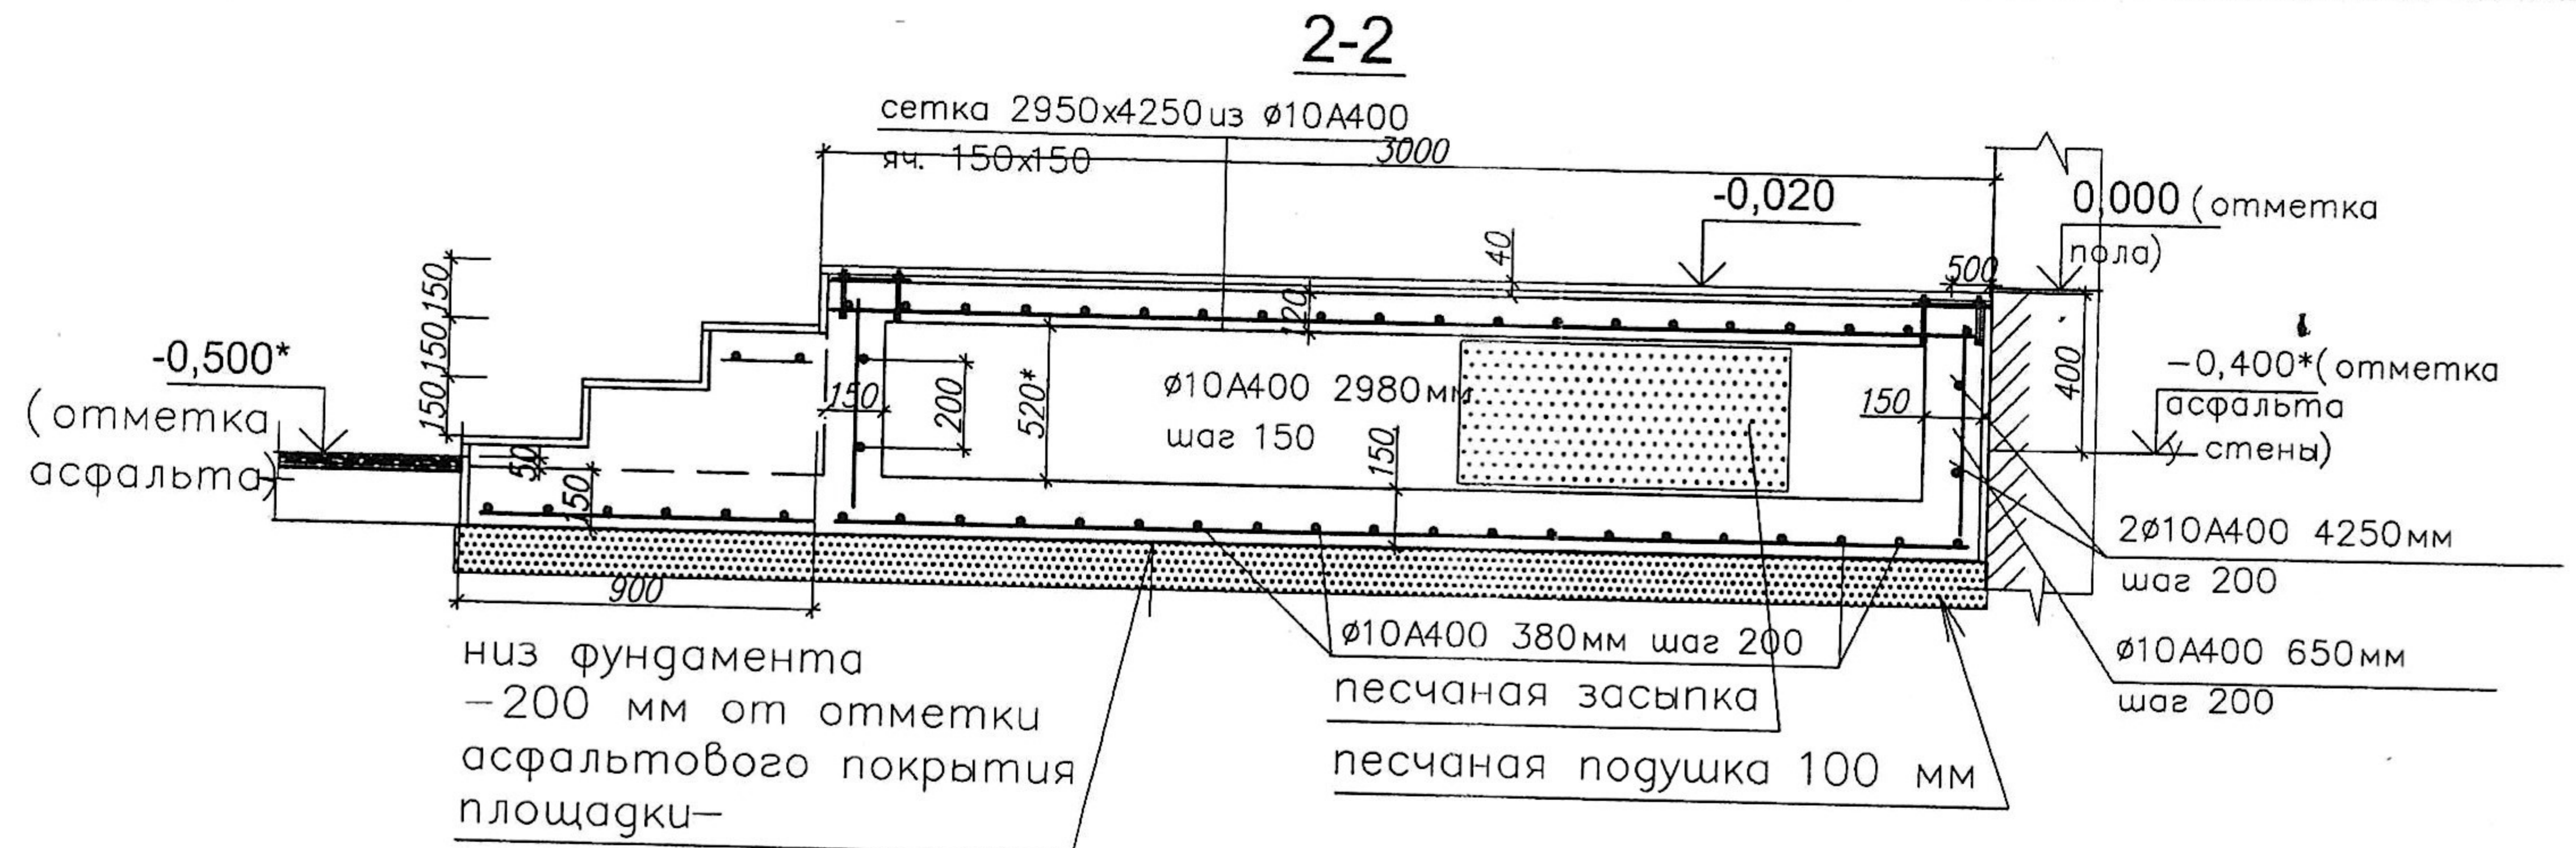 2-2
сетка 2950х4250из ø10А400
яч. 150х150
3000
-0,020
0,000 (отметка
пола)
40
500
120
150
150
150
-0,500*
(отметка
асфальта)
50
150
150
200
520*
ø10А400 2980мм
шаг 150
150
150
400
-0,400*(отметка
асфальта
у стены)
2ø10А400 4250мм
шаг 200
ø10А400 650мм
шаг 200
900
ø10А400 380мм шаг 200
песчаная засыпка
песчаная подушка 100 мм
низ фундамента
-200 мм от отметки
асфальтового покрытия
площадки-